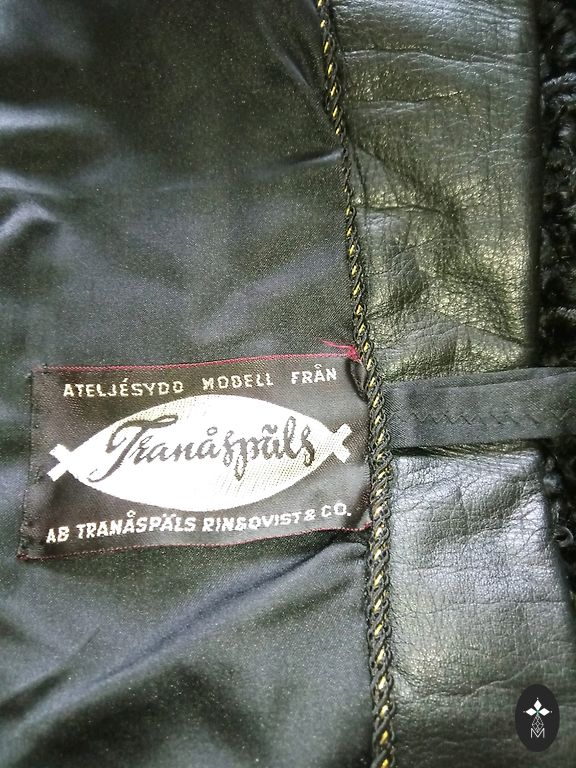 ATELJÉSYDD MODELL FRÅN
Tranåspäls
AB TRANÅSPÄLS RINGQVIST & CO.
M